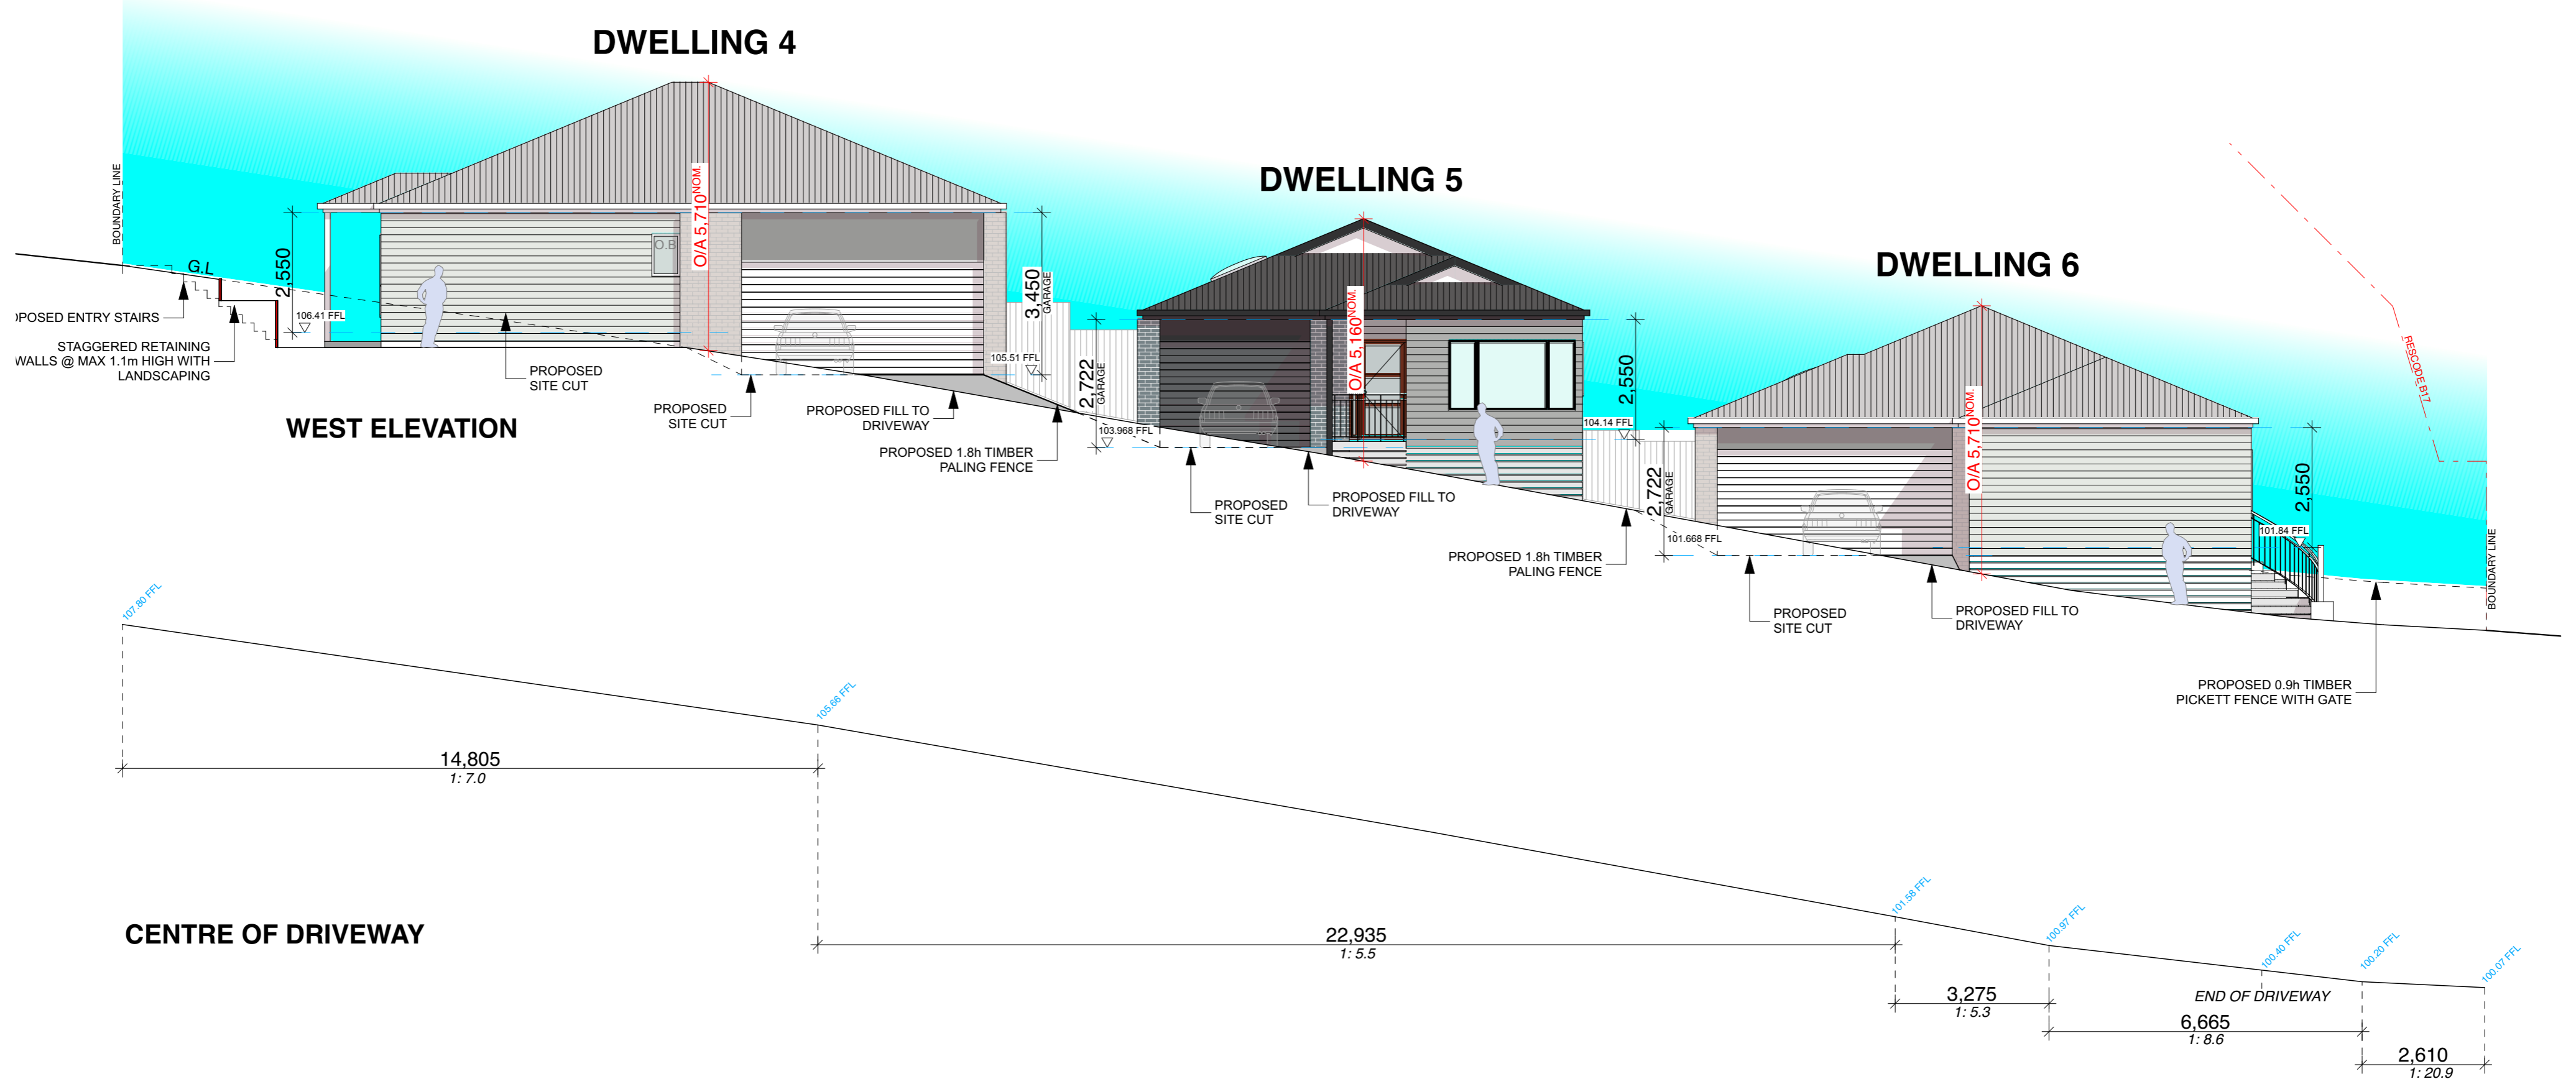 DWELLING 4
DWELLING 5
DWELLING 6
BOUNDARY LINE
G.L
2,550
106.41 FFL
O/A 5,710 NOM.
O.B
3,450
GARAGE
105.51 FFL
2,722
GARAGE
103.968 FFL
O/A 5,160 NOM.
2,550
104.14 FFL
2,722
GARAGE
101.668 FFL
O/A 5,710 NOM.
2,550
101.84 FFL
RESCODE B17
BOUNDARY LINE
POSED ENTRY STAIRS
STAGGERED RETAINING
WALLS @ MAX 1.1m HIGH WITH
LANDSCAPING
PROPOSED
SITE CUT
PROPOSED
SITE CUT
PROPOSED FILL TO
DRIVEWAY
PROPOSED 1.8h TIMBER
PALING FENCE
PROPOSED
SITE CUT
PROPOSED FILL TO
DRIVEWAY
PROPOSED 1.8h TIMBER
PALING FENCE
PROPOSED
SITE CUT
PROPOSED FILL TO
DRIVEWAY
PROPOSED 0.9h TIMBER
PICKETT FENCE WITH GATE
WEST ELEVATION
107.80 FFL
105.66 FFL
101.58 FFL
100.97 FFL
100.40 FFL
100.20 FFL
100.07 FFL
14,805
1: 7.0
22,935
1: 5.5
3,275
1: 5.3
END OF DRIVEWAY
6,665
1: 8.6
2,610
1: 20.9
CENTRE OF DRIVEWAY